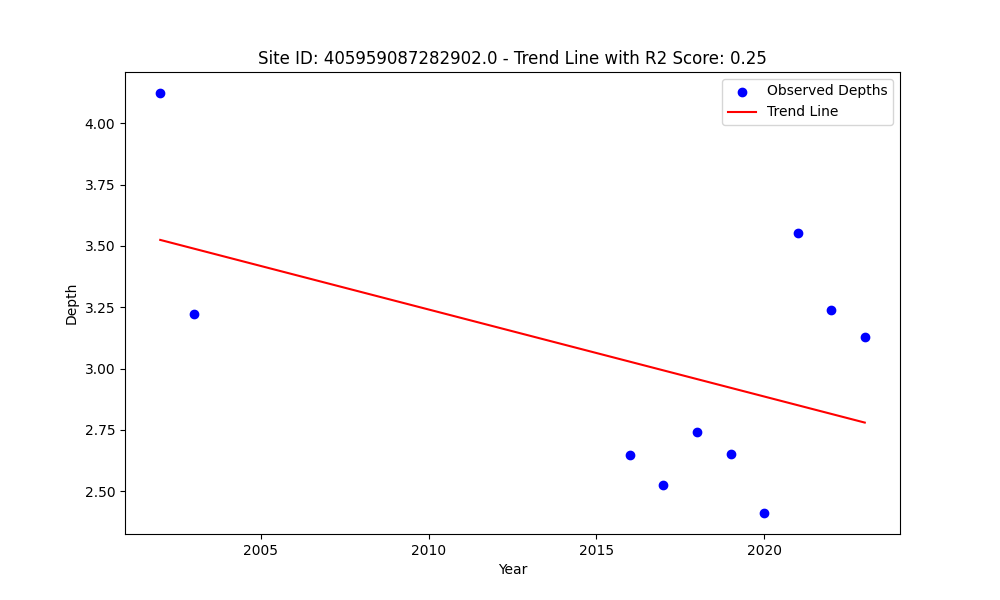 Site ID: 405959087282902.0 - Trend Line with R2 Score: 0.25
Observed Depths
Trend Line
4.00
3.75
3.50
3.25
3.00
2.75
2.50
Depth
2005
2010
2015
2020
Year